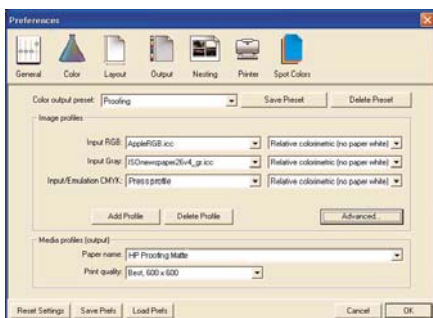 Preferences
General Color Layout Output Nesting Printer Spot Colors
Color output preset: Proofing Save Preset Delete Preset
Image profiles
Input RGB: AppleRGB.icc Relative colorimetric (no paper white)
Input Gray: ISOnewspaper26v4_gr.icc Relative colorimetric (no paper white)
Input/Emulation CMYK: Press profile Relative colorimetric (no paper white)
Add Profile Delete Profile Advanced...
Media profiles (output)
Paper name: HP Proofing Matte
Print quality: Best, 600 x 600
Reset Settings Save Prefs Load Prefs Cancel OK